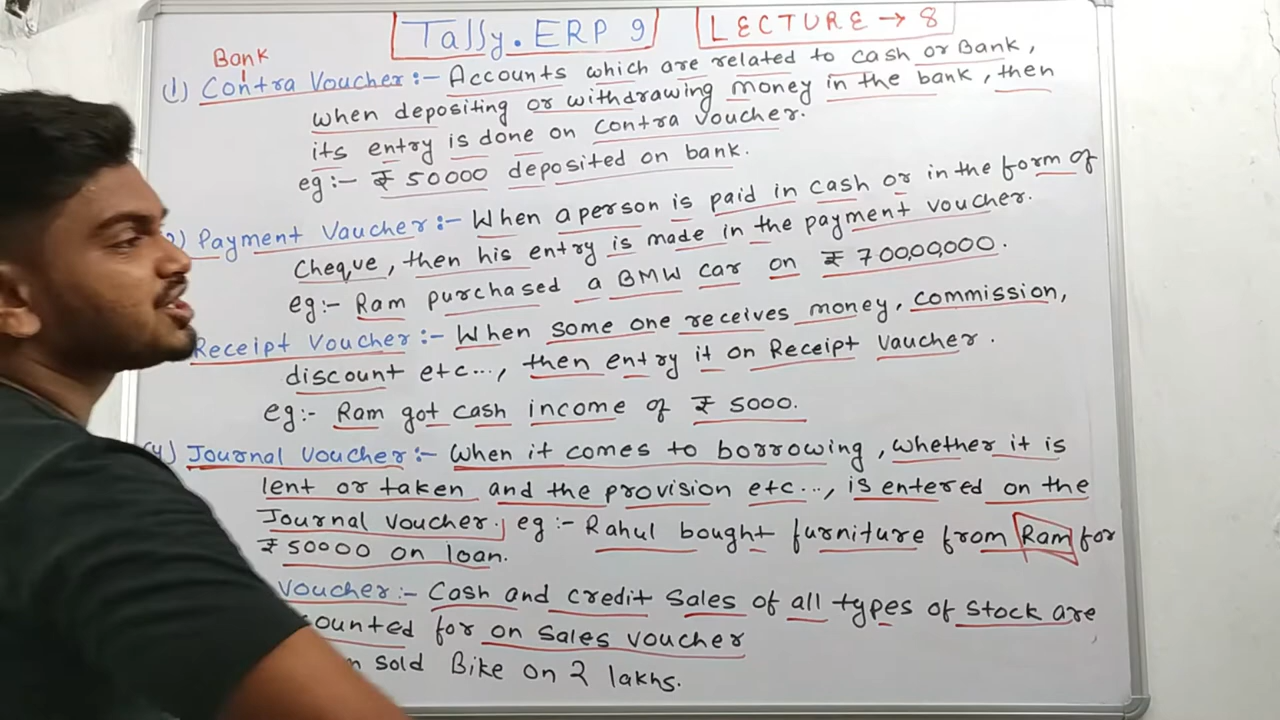 Tally.ERP 9 LECTURE → 8
Bank
(1) Contra Voucher :- Accounts which are related to cash or Bank,
when depositing or withdrawing money in the bank, then
its entry is done on contra voucher.
eg:- ₹ 50000 deposited on bank.
) Payment Vaucher :- When a person is paid in cash or in the form of
cheque, then his entry is made in the payment voucher.
eg:- Ram purchased a BMW car on ₹ 700,00,000.
Receipt Voucher :- When some one receives money, commission,
discount etc..., then entry it on Receipt Vaucher.
eg:- Ram got cash income of ₹ 5000.
4) Journal Voucher :- When it comes to borrowing, whether it is
lent or taken and the provision etc..., is entered on the
Journal voucher. eg:- Rahul bought furniture from Ram for
₹ 50000 on loan.
Voucher :- Cash and credit sales of all types of stock are
ounted for on sales voucher
sold Bike on 2 lakhs.